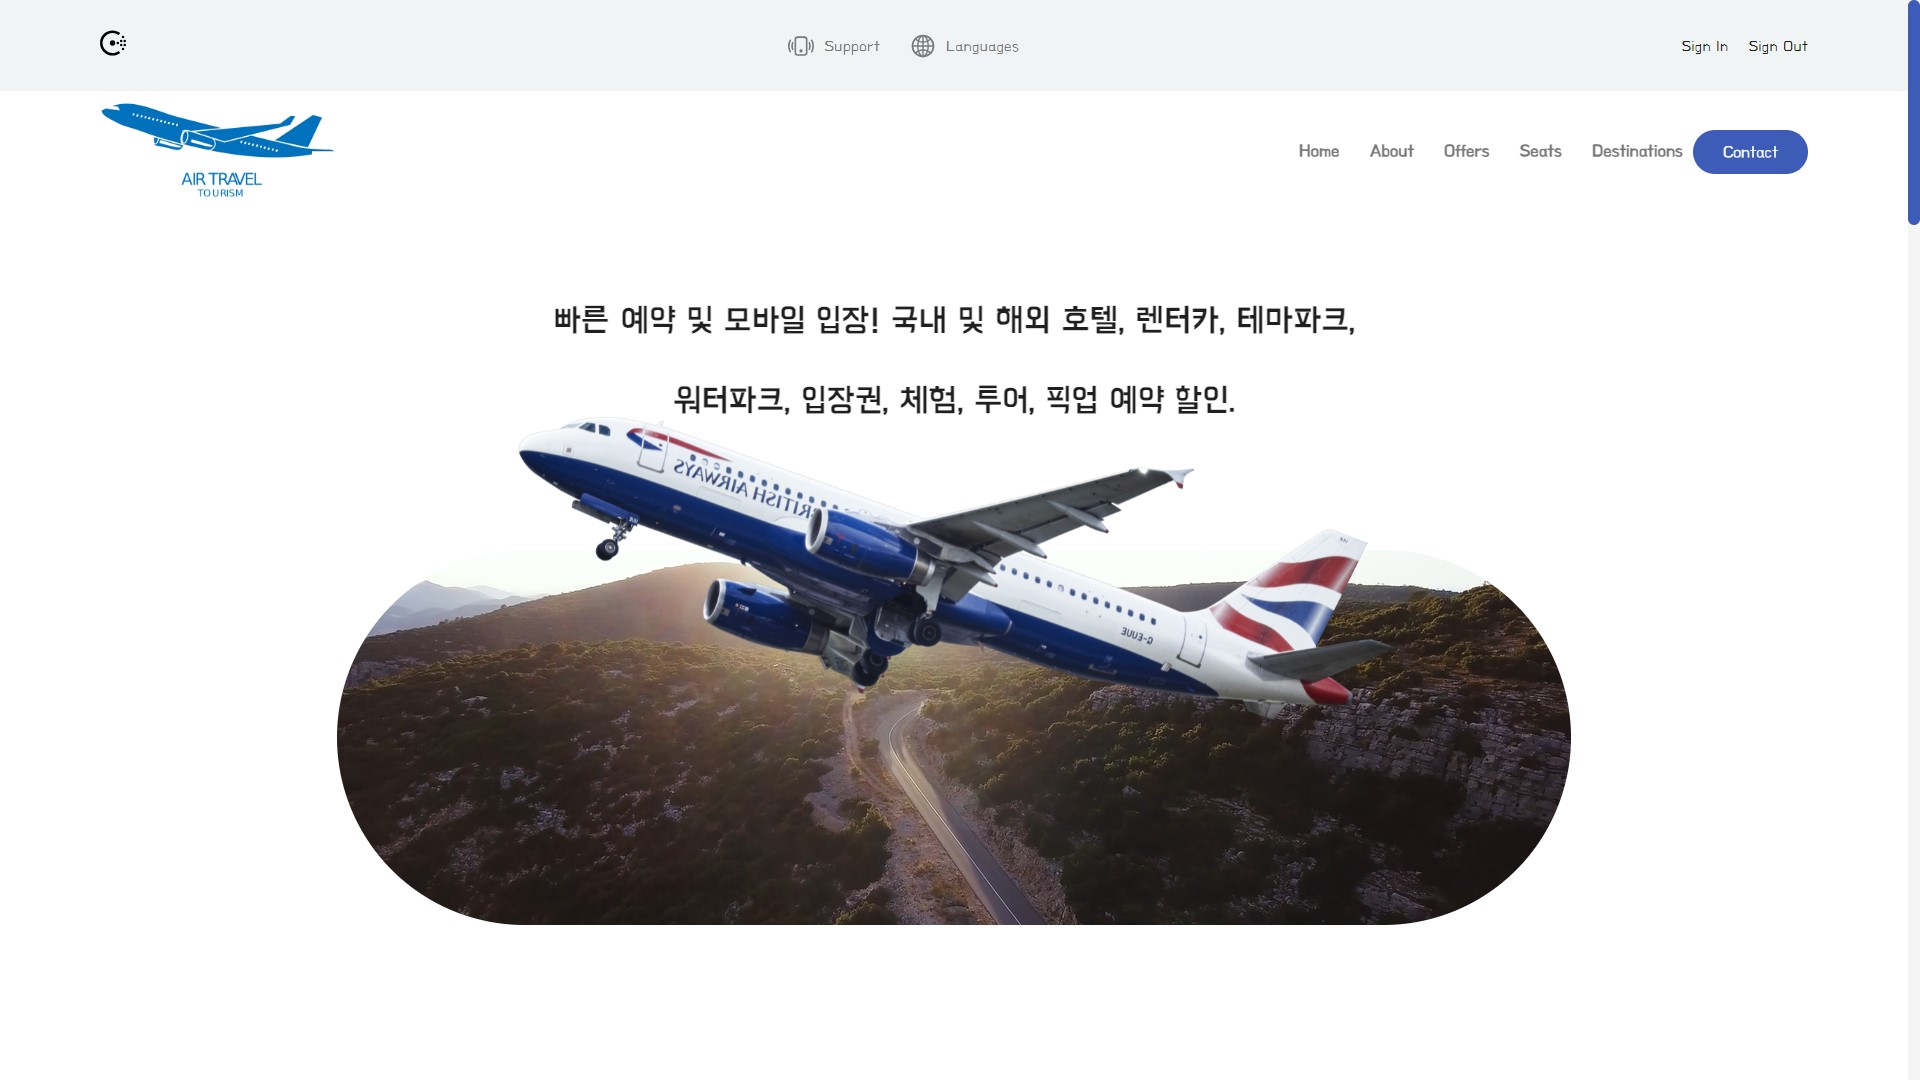 Support Languages Sign In Sign Out
AIR TRAVEL
TOURISM
Home About Offers Seats Destinations Contact
빠른 예약 및 모바일 입장! 국내 및 해외 호텔, 렌터카, 테마파크,
워터파크, 입장권, 체험, 투어, 픽업 예약 할인.
BRITISH AIRWAYS
G-EUUE